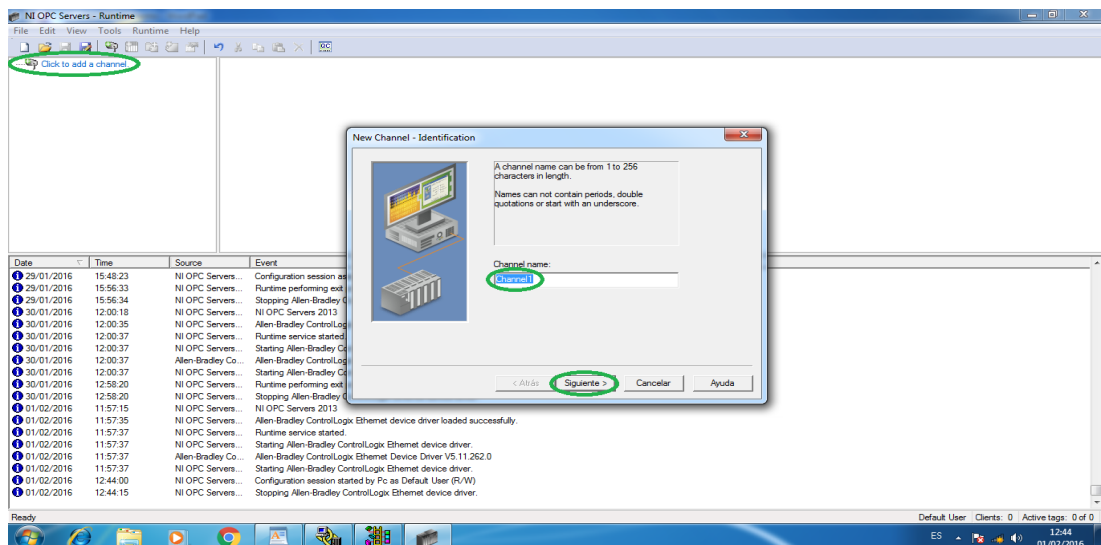 NI OPC Servers - Runtime
File Edit View Tools Runtime Help
Click to add a channel.
New Channel - Identification
A channel name can be from 1 to 256
characters in length.
Names can not contain periods, double
quotations or start with an underscore.
Channel name:
Channel1
< Atrás Siguiente > Cancelar Ayuda
Date Time Source Event
29/01/2016 15:48:23 NI OPC Servers... Configuration session as
29/01/2016 15:56:33 NI OPC Servers... Runtime performing exit
29/01/2016 15:56:34 NI OPC Servers... Stopping Allen-Bradley C
30/01/2016 12:00:18 NI OPC Servers... NI OPC Servers 2013
30/01/2016 12:00:35 NI OPC Servers... Allen-Bradley ControlLog
30/01/2016 12:00:37 NI OPC Servers... Runtime service started.
30/01/2016 12:00:37 NI OPC Servers... Starting Allen-Bradley Co
30/01/2016 12:00:37 Allen-Bradley Co... Allen-Bradley ControlLog
30/01/2016 12:00:37 NI OPC Servers... Starting Allen-Bradley Co
30/01/2016 12:58:20 NI OPC Servers... Runtime performing exit
30/01/2016 12:58:20 NI OPC Servers... Stopping Allen-Bradley C
01/02/2016 11:57:15 NI OPC Servers... NI OPC Servers 2013
01/02/2016 11:57:35 NI OPC Servers... Allen-Bradley ControlLogix Ethernet device driver loaded successfully.
01/02/2016 11:57:37 NI OPC Servers... Runtime service started.
01/02/2016 11:57:37 NI OPC Servers... Starting Allen-Bradley ControlLogix Ethernet device driver.
01/02/2016 11:57:37 Allen-Bradley Co... Allen-Bradley ControlLogix Ethernet Device Driver V5.11.262.0
01/02/2016 11:57:37 NI OPC Servers... Starting Allen-Bradley ControlLogix Ethernet device driver.
01/02/2016 12:44:00 NI OPC Servers... Configuration session started by Pc as Default User (R/W)
01/02/2016 12:44:15 NI OPC Servers... Stopping Allen-Bradley ControlLogix Ethernet device driver.
Ready Default User Clients: 0 Active tags: 0 of 0
ES 12:44
01/02/2016